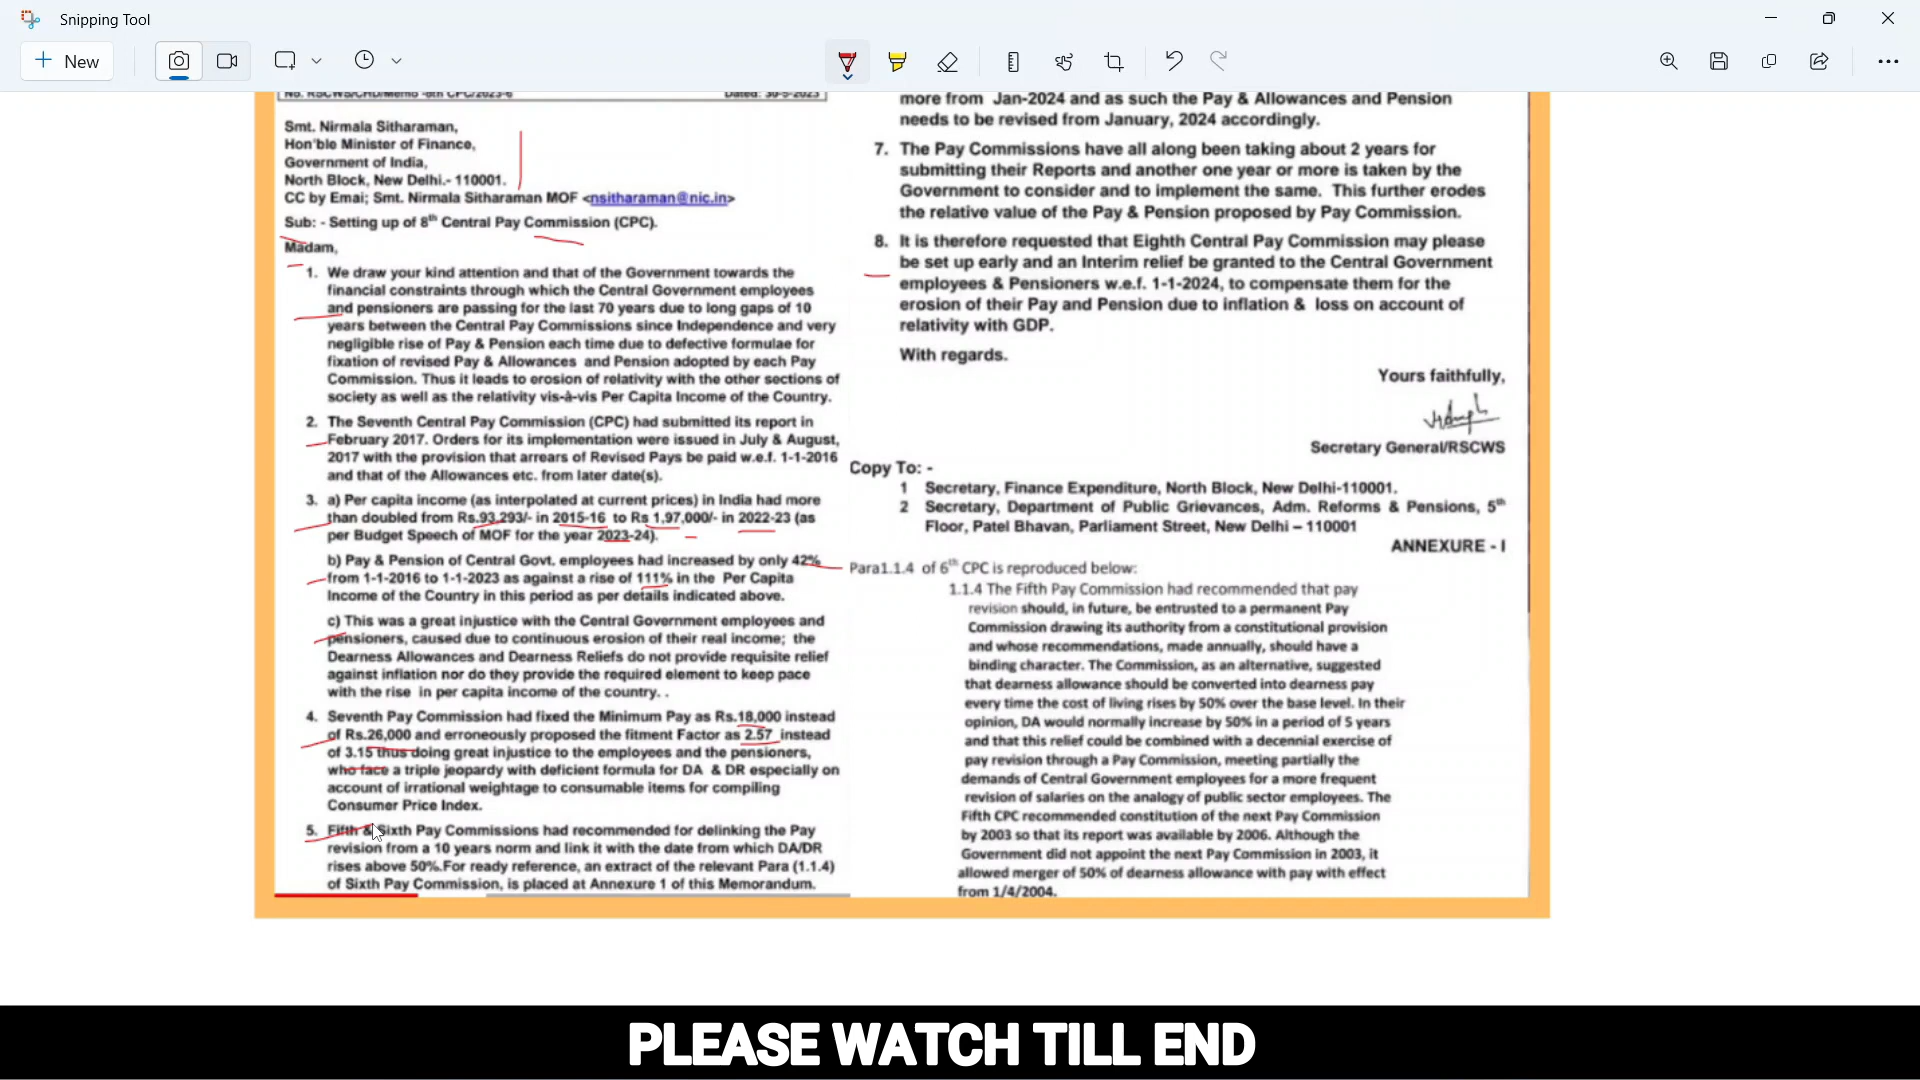 Snipping Tool
New
No. RSCWS/CHD/Memo -8th CPC/2023-6 Dated: 30-5-2023
Smt. Nirmala Sitharaman,
Hon'ble Minister of Finance,
Government of India,
North Block, New Delhi.- 110001.
CC by Emai; Smt. Nirmala Sitharaman MOF <nsitharaman@nic.in>
Sub: - Setting up of 8th Central Pay Commission (CPC).
Madam,
1. We draw your kind attention and that of the Government towards the
financial constraints through which the Central Government employees
and pensioners are passing for the last 70 years due to long gaps of 10
years between the Central Pay Commissions since Independence and very
negligible rise of Pay & Pension each time due to defective formulae for
fixation of revised Pay & Allowances and Pension adopted by each Pay
Commission. Thus it leads to erosion of relativity with the other sections of
society as well as the relativity vis-à-vis Per Capita Income of the Country.
2. The Seventh Central Pay Commission (CPC) had submitted its report in
February 2017. Orders for its implementation were issued in July & August,
2017 with the provision that arrears of Revised Pays be paid w.e.f. 1-1-2016
and that of the Allowances etc. from later date(s).
3. a) Per capita income (as interpolated at current prices) in India had more
than doubled from Rs.93,293/- in 2015-16 to Rs 1,97,000/- in 2022-23 (as
per Budget Speech of MOF for the year 2023-24).
b) Pay & Pension of Central Govt. employees had increased by only 42%
from 1-1-2016 to 1-1-2023 as against a rise of 111% in the Per Capita
Income of the Country in this period as per details indicated above.
c) This was a great injustice with the Central Government employees and
pensioners, caused due to continuous erosion of their real income; the
Dearness Allowances and Dearness Reliefs do not provide requisite relief
against inflation nor do they provide the required element to keep pace
with the rise in per capita income of the country. .
4. Seventh Pay Commission had fixed the Minimum Pay as Rs.18,000 instead
of Rs.26,000 and erroneously proposed the fitment Factor as 2.57 instead
of 3.15 thus doing great injustice to the employees and the pensioners,
who face a triple jeopardy with deficient formula for DA & DR especially on
account of irrational weightage to consumable items for compiling
Consumer Price Index.
5. Fifth & Sixth Pay Commissions had recommended for delinking the Pay
revision from a 10 years norm and link it with the date from which DA/DR
rises above 50%.For ready reference, an extract of the relevant Para (1.1.4)
of Sixth Pay Commission, is placed at Annexure 1 of this Memorandum.
more from Jan-2024 and as such the Pay & Allowances and Pension
needs to be revised from January, 2024 accordingly.
7. The Pay Commissions have all along been taking about 2 years for
submitting their Reports and another one year or more is taken by the
Government to consider and to implement the same. This further erodes
the relative value of the Pay & Pension proposed by Pay Commission.
8. It is therefore requested that Eighth Central Pay Commission may please
be set up early and an Interim relief be granted to the Central Government
employees & Pensioners w.e.f. 1-1-2024, to compensate them for the
erosion of their Pay and Pension due to inflation & loss on account of
relativity with GDP.
With regards.
Yours faithfully,
Secretary General/RSCWS
Copy To: -
1 Secretary, Finance Expenditure, North Block, New Delhi-110001.
2 Secretary, Department of Public Grievances, Adm. Reforms & Pensions, 5th
Floor, Patel Bhavan, Parliament Street, New Delhi – 110001
ANNEXURE - I
Para1.1.4 of 6th CPC is reproduced below:
1.1.4 The Fifth Pay Commission had recommended that pay
revision should, in future, be entrusted to a permanent Pay
Commission drawing its authority from a constitutional provision
and whose recommendations, made annually, should have a
binding character. The Commission, as an alternative, suggested
that dearness allowance should be converted into dearness pay
every time the cost of living rises by 50% over the base level. In their
opinion, DA would normally increase by 50% in a period of 5 years
and that this relief could be combined with a decennial exercise of
pay revision through a Pay Commission, meeting partially the
demands of Central Government employees for a more frequent
revision of salaries on the analogy of public sector employees. The
Fifth CPC recommended constitution of the next Pay Commission
by 2003 so that its report was available by 2006. Although the
Government did not appoint the next Pay Commission in 2003, it
allowed merger of 50% of dearness allowance with pay with effect
from 1/4/2004.
PLEASE WATCH TILL END